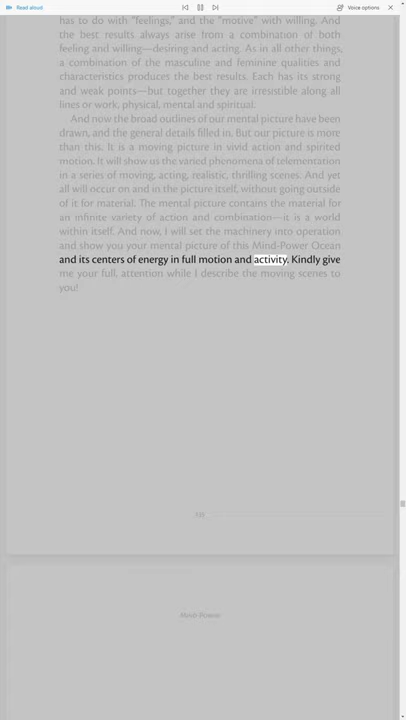 Read aloud
Voice options
has to do with "feelings," and the "motive" with willing. And
the best results always arise from a combination of both
feeling and willing—desiring and acting. As in all other things,
a combination of the masculine and feminine qualities and
characteristics produces the best results. Each has its strong
and weak points—but together they are irresistible along all
lines or work, physical, mental and spiritual.
And now the broad outlines of our mental picture have been
drawn, and the general details filled in. But our picture is more
than this. It is a moving picture in vivid action and spirited
motion. It will show us the varied phenomena of telementation
in a series of moving, acting, realistic, thrilling scenes. And yet
all will occur on and in the picture itself, without going outside
of it for material. The mental picture contains the material for
an infinite variety of action and combination—it is a world
within itself. And now, I will set the machinery into operation
and show you your mental picture of this Mind-Power Ocean
and its centers of energy in full motion and activity. Kindly give
me your full, attention while I describe the moving scenes to
you!
Mind-Power